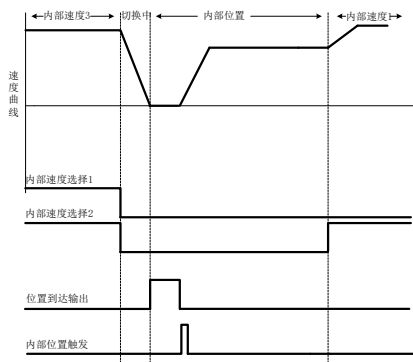 内部速度3
切换中
内部位置
内部速度1
速度曲线
内部速度选择1
内部速度选择2
位置到达输出
内部位置触发